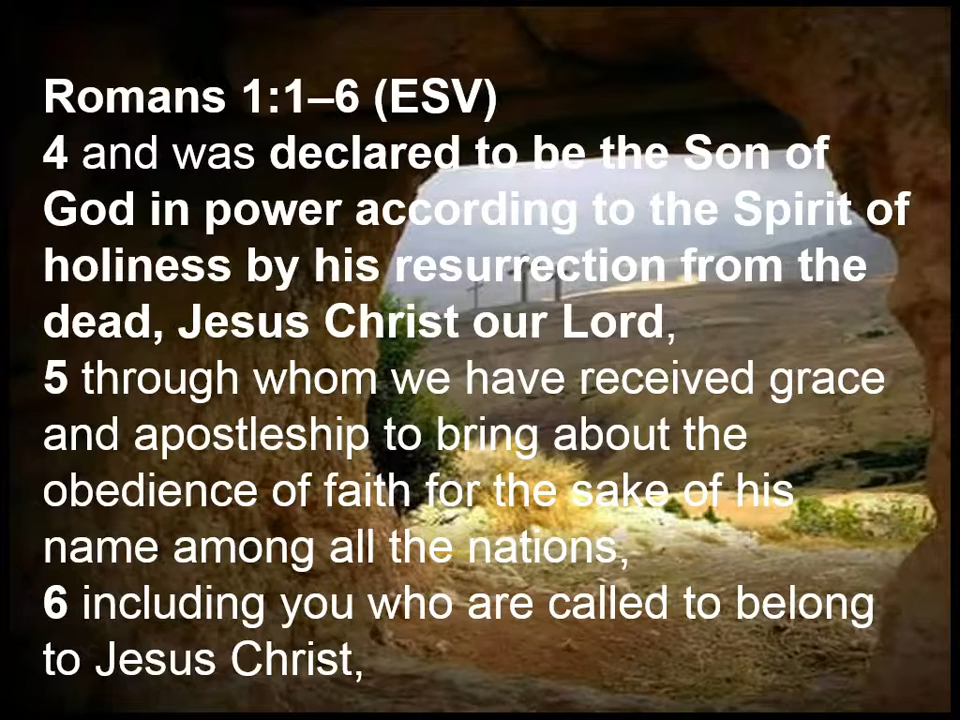 Romans 1:1–6 (ESV)
4 and was declared to be the Son of
God in power according to the Spirit of
holiness by his resurrection from the
dead, Jesus Christ our Lord,
5 through whom we have received grace
and apostleship to bring about the
obedience of faith for the sake of his
name among all the nations,
6 including you who are called to belong
to Jesus Christ,